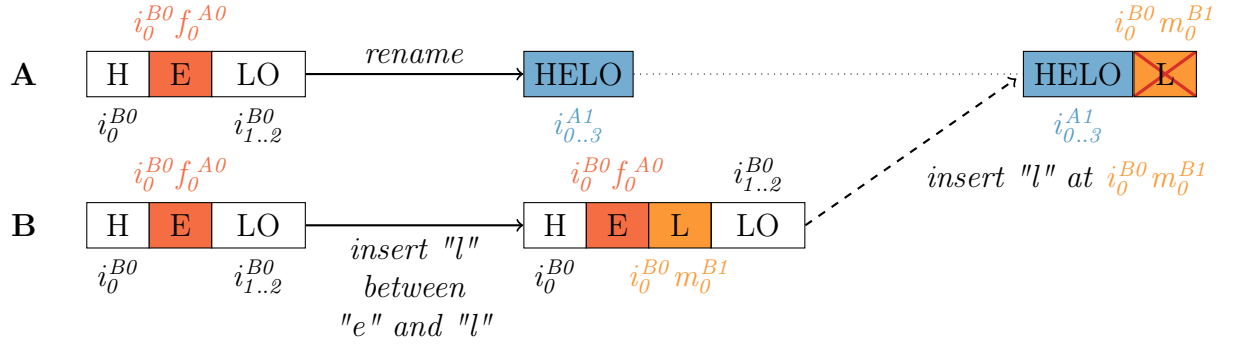 i_0^{B0} f_0^{A0} i_0^{B0} m_0^{B1}
A H E LO rename HELO HELO L
i_0^{B0} i_{1..2}^{B0} i_{0..3}^{A1} i_{0..3}^{A1}
i_0^{B0} f_0^{A0} i_0^{B0} f_0^{A0} i_{1..2}^{B0} insert "l" at i_0^{B0} m_0^{B1}
B H E LO H E L LO
i_0^{B0} i_{1..2}^{B0} insert "l" i_0^{B0} i_0^{B0} m_0^{B1}
between
"e" and "l"